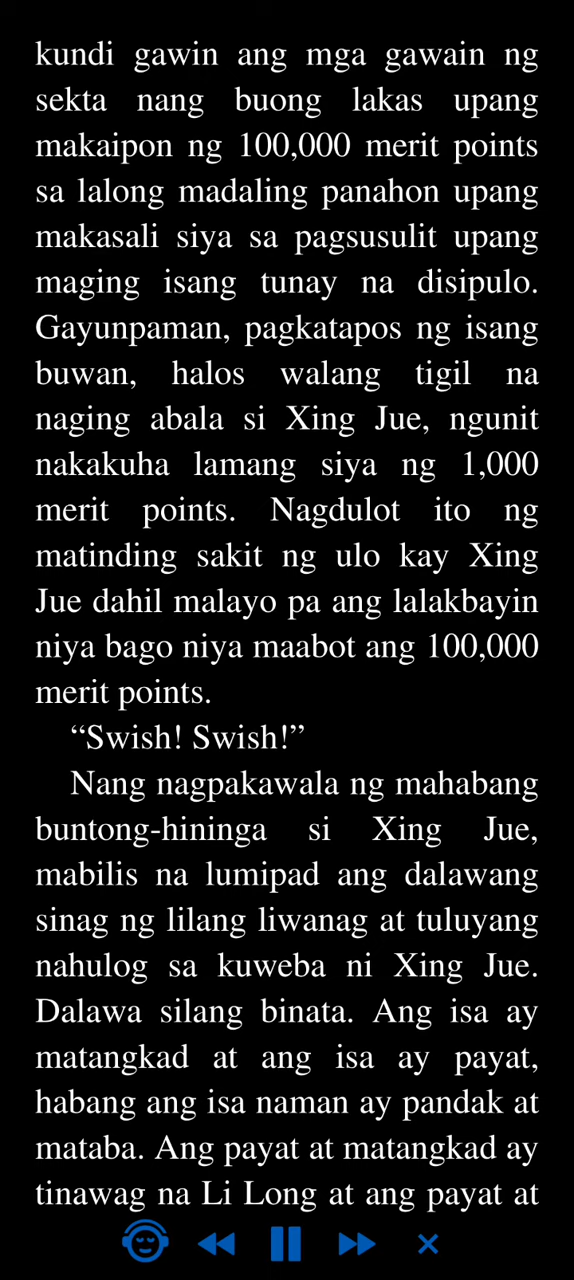 kundi gawin ang mga gawain ng
sekta nang buong lakas upang
makaipon ng 100,000 merit points
sa lalong madaling panahon upang
makasali siya sa pagsusulit upang
maging isang tunay na disipulo.
Gayunpaman, pagkatapos ng isang
buwan, halos walang tigil na
naging abala si Xing Jue, ngunit
nakakuha lamang siya ng 1,000
merit points. Nagdulot ito ng
matinding sakit ng ulo kay Xing
Jue dahil malayo pa ang lalakbayin
niya bago niya maabot ang 100,000
merit points.
“Swish! Swish!”
Nang nagpakawala ng mahabang
buntong-hininga si Xing Jue,
mabilis na lumipad ang dalawang
sinag ng lilang liwanag at tuluyang
nahulog sa kuweba ni Xing Jue.
Dalawa silang binata. Ang isa ay
matangkad at ang isa ay payat,
habang ang isa naman ay pandak at
mataba. Ang payat at matangkad ay
tinawag na Li Long at ang payat at